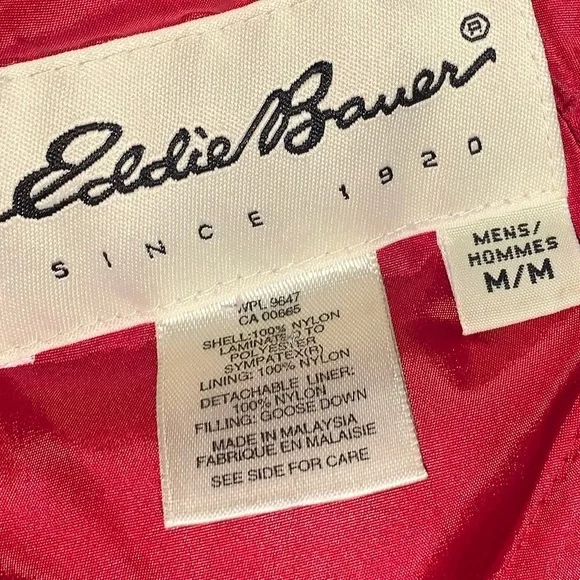 Eddie Bauer ®
SINCE 1920
MENS/
HOMMES
M/M
WPL 9647
CA 00665
SHELL: 100% NYLON
LAMINATED TO
POLYESTER
SYMPATEX(R)
LINING: 100% NYLON
DETACHABLE LINER:
100% NYLON
FILLING: GOOSE DOWN
MADE IN MALAYSIA
FABRIQUE EN MALAISIE
SEE SIDE FOR CARE